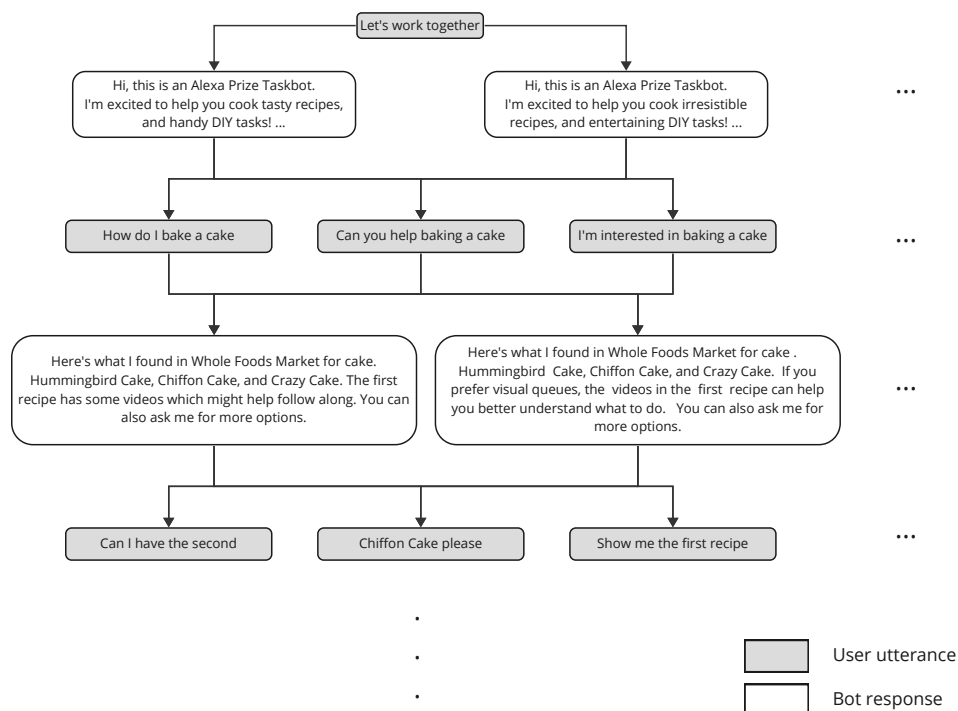 Let's work together
Hi, this is an Alexa Prize Taskbot.
I'm excited to help you cook tasty recipes,
and handy DIY tasks! ...
Hi, this is an Alexa Prize Taskbot.
I'm excited to help you cook irresistible
recipes, and entertaining DIY tasks! ...
...
How do I bake a cake
Can you help baking a cake
I'm interested in baking a cake
...
Here's what I found in Whole Foods Market for cake.
Hummingbird Cake, Chiffon Cake, and Crazy Cake. The first
recipe has some videos which might help follow along. You can
also ask me for more options.
Here's what I found in Whole Foods Market for cake .
Hummingbird Cake, Chiffon Cake, and Crazy Cake. If you
prefer visual queues, the videos in the first recipe can help
you better understand what to do. You can also ask me for
more options.
...
Can I have the second
Chiffon Cake please
Show me the first recipe
...
.
.
.
User utterance
Bot response